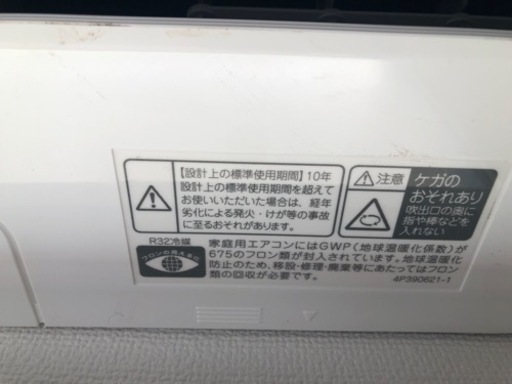 【設計上の標準使用期間】10年
設計上の標準使用期間を超えて
お使いいただいた場合は、経年
劣化による発火・けが等の事故
に至るおそれがあります。
注意
ケガの
おそれあり
吹出口の奥に
指や棒などを
入れない
R32冷媒
フロンの見える化
家庭用エアコンにはGWP(地球温暖化係数)が
675のフロン類が封入されています。地球温暖化
防止のため、移設・修理・廃棄等にあたってはフロン
類の回収が必要です。
4P390621-1